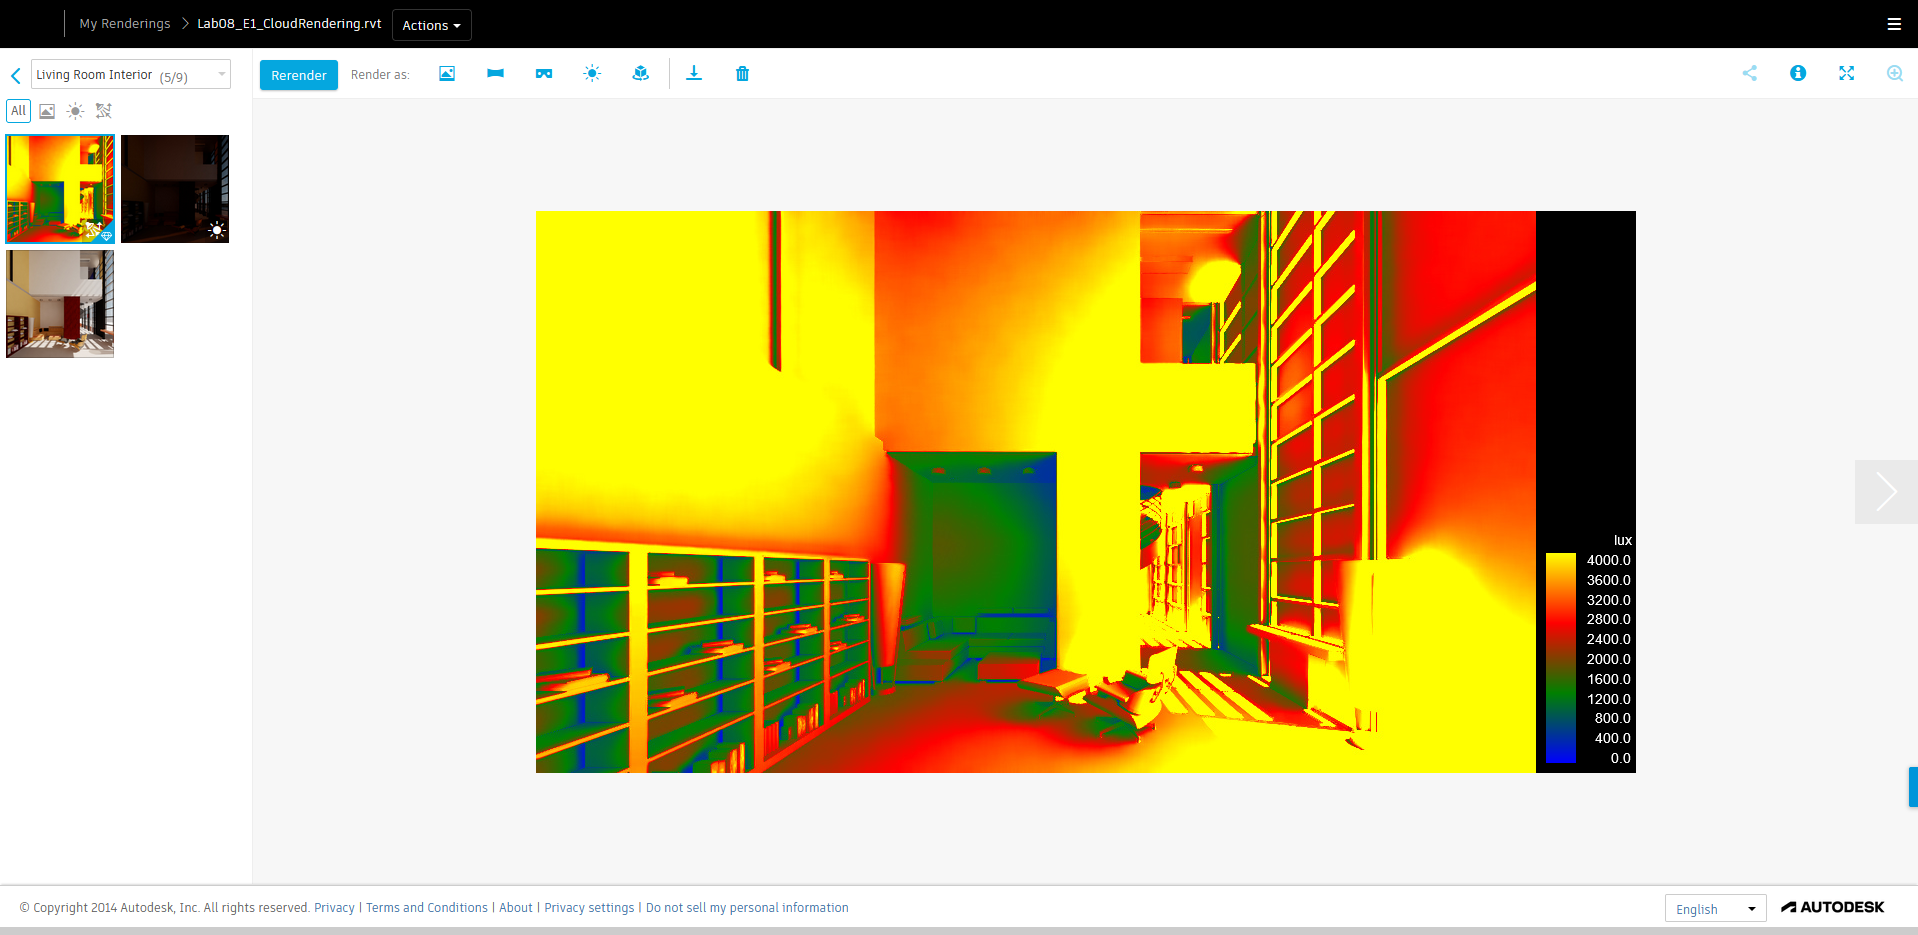 My Renderings > Lab08_E1_CloudRendering.rvt Actions
Living Room Interior (5/9)
Rerender Render as:
All
lux
4000.0
3600.0
3200.0
2800.0
2400.0
2000.0
1600.0
1200.0
800.0
400.0
0.0
© Copyright 2014 Autodesk, Inc. All rights reserved. Privacy | Terms and Conditions | About | Privacy settings | Do not sell my personal information
English
AUTODESK